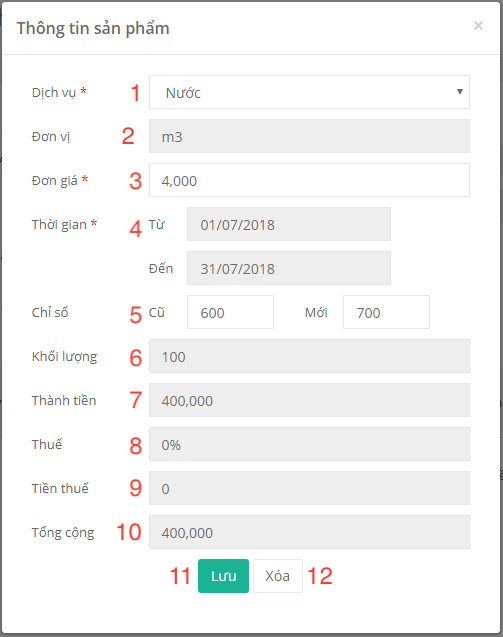 Thông tin sản phẩm ×
Dịch vụ * 1 Nước
Đơn vị 2 m3
Đơn giá * 3 4,000
Thời gian * 4 Từ 01/07/2018
Đến 31/07/2018
Chỉ số 5 Cũ 600 Mới 700
Khối lượng 6 100
Thành tiền 7 400,000
Thuế 8 0%
Tiền thuế 9 0
Tổng cộng 10 400,000
11 Lưu Xóa 12